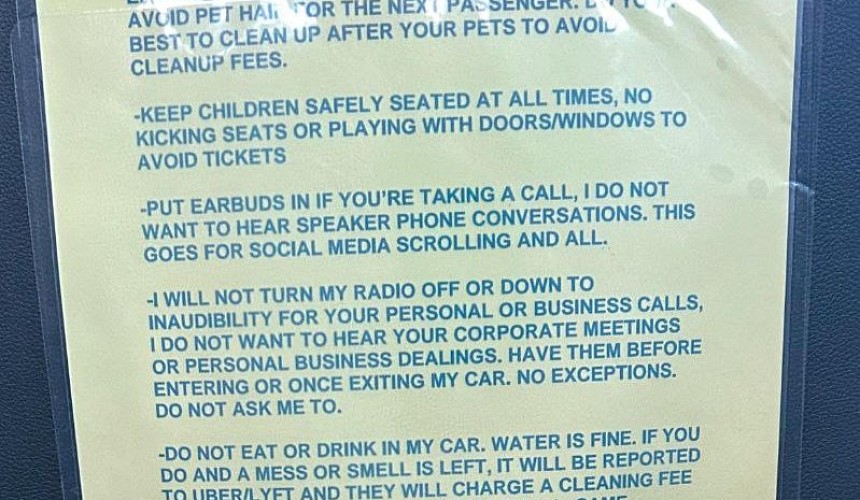 AVOID PET HAIR FOR THE NEXT PASSENGER.
BEST TO CLEAN UP AFTER YOUR PETS TO AVOID
CLEANUP FEES.
-KEEP CHILDREN SAFELY SEATED AT ALL TIMES, NO
KICKING SEATS OR PLAYING WITH DOORS/WINDOWS TO
AVOID TICKETS
-PUT EARBUDS IN IF YOU'RE TAKING A CALL, I DO NOT
WANT TO HEAR SPEAKER PHONE CONVERSATIONS. THIS
GOES FOR SOCIAL MEDIA SCROLLING AND ALL.
-I WILL NOT TURN MY RADIO OFF OR DOWN TO
INAUDIBILITY FOR YOUR PERSONAL OR BUSINESS CALLS,
I DO NOT WANT TO HEAR YOUR CORPORATE MEETINGS
OR PERSONAL BUSINESS DEALINGS. HAVE THEM BEFORE
ENTERING OR ONCE EXITING MY CAR. NO EXCEPTIONS.
DO NOT ASK ME TO.
-DO NOT EAT OR DRINK IN MY CAR. WATER IS FINE. IF YOU
DO AND A MESS OR SMELL IS LEFT, IT WILL BE REPORTED
TO UBER/LYFT AND THEY WILL CHARGE A CLEANING FEE